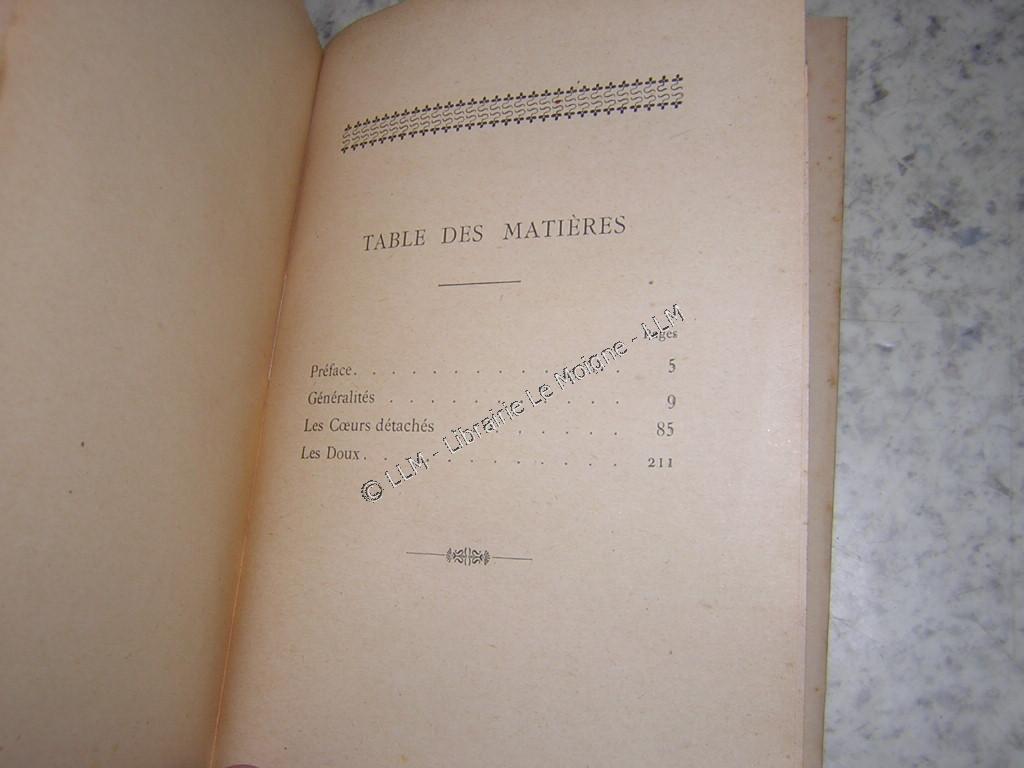 TABLE DES MATIÈRES
Pages
Préface. . . . . . . . . . . . 5
Généralités . . . . . . . . . . 9
Les Cœurs détachés . . . . . . . 85
Les Doux. . . . . . . . . . . . 211
© LLM - Librairie Le Moigne - LLM